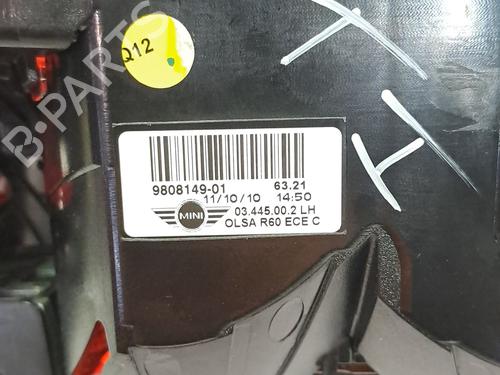 Q12
B-PARTS
9808149-01 63.21
11/10/10 14:50
MINI
03.445.00.2 LH
OLSA R60 ECE C
H